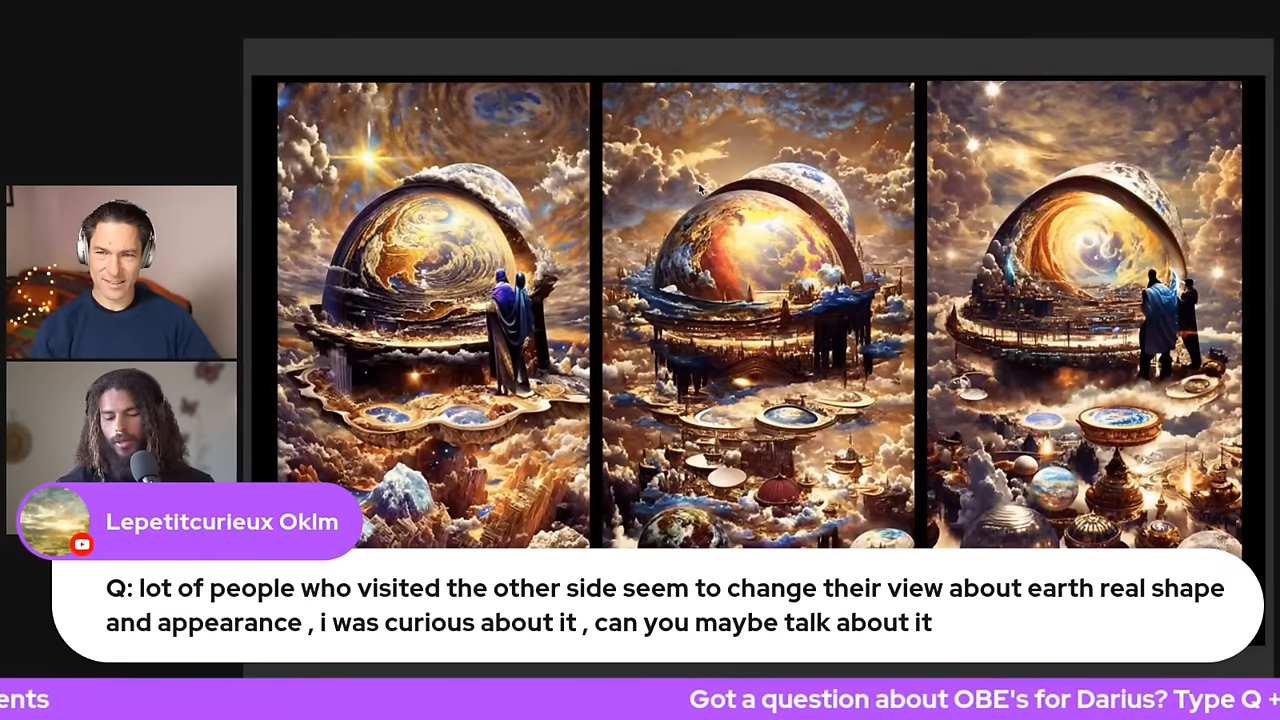 Lepetitcurieux Oklm
Q: lot of people who visited the other side seem to change their view about earth real shape
and appearance , i was curious about it , can you maybe talk about it
ents
Got a question about OBE's for Darius? Type Q +